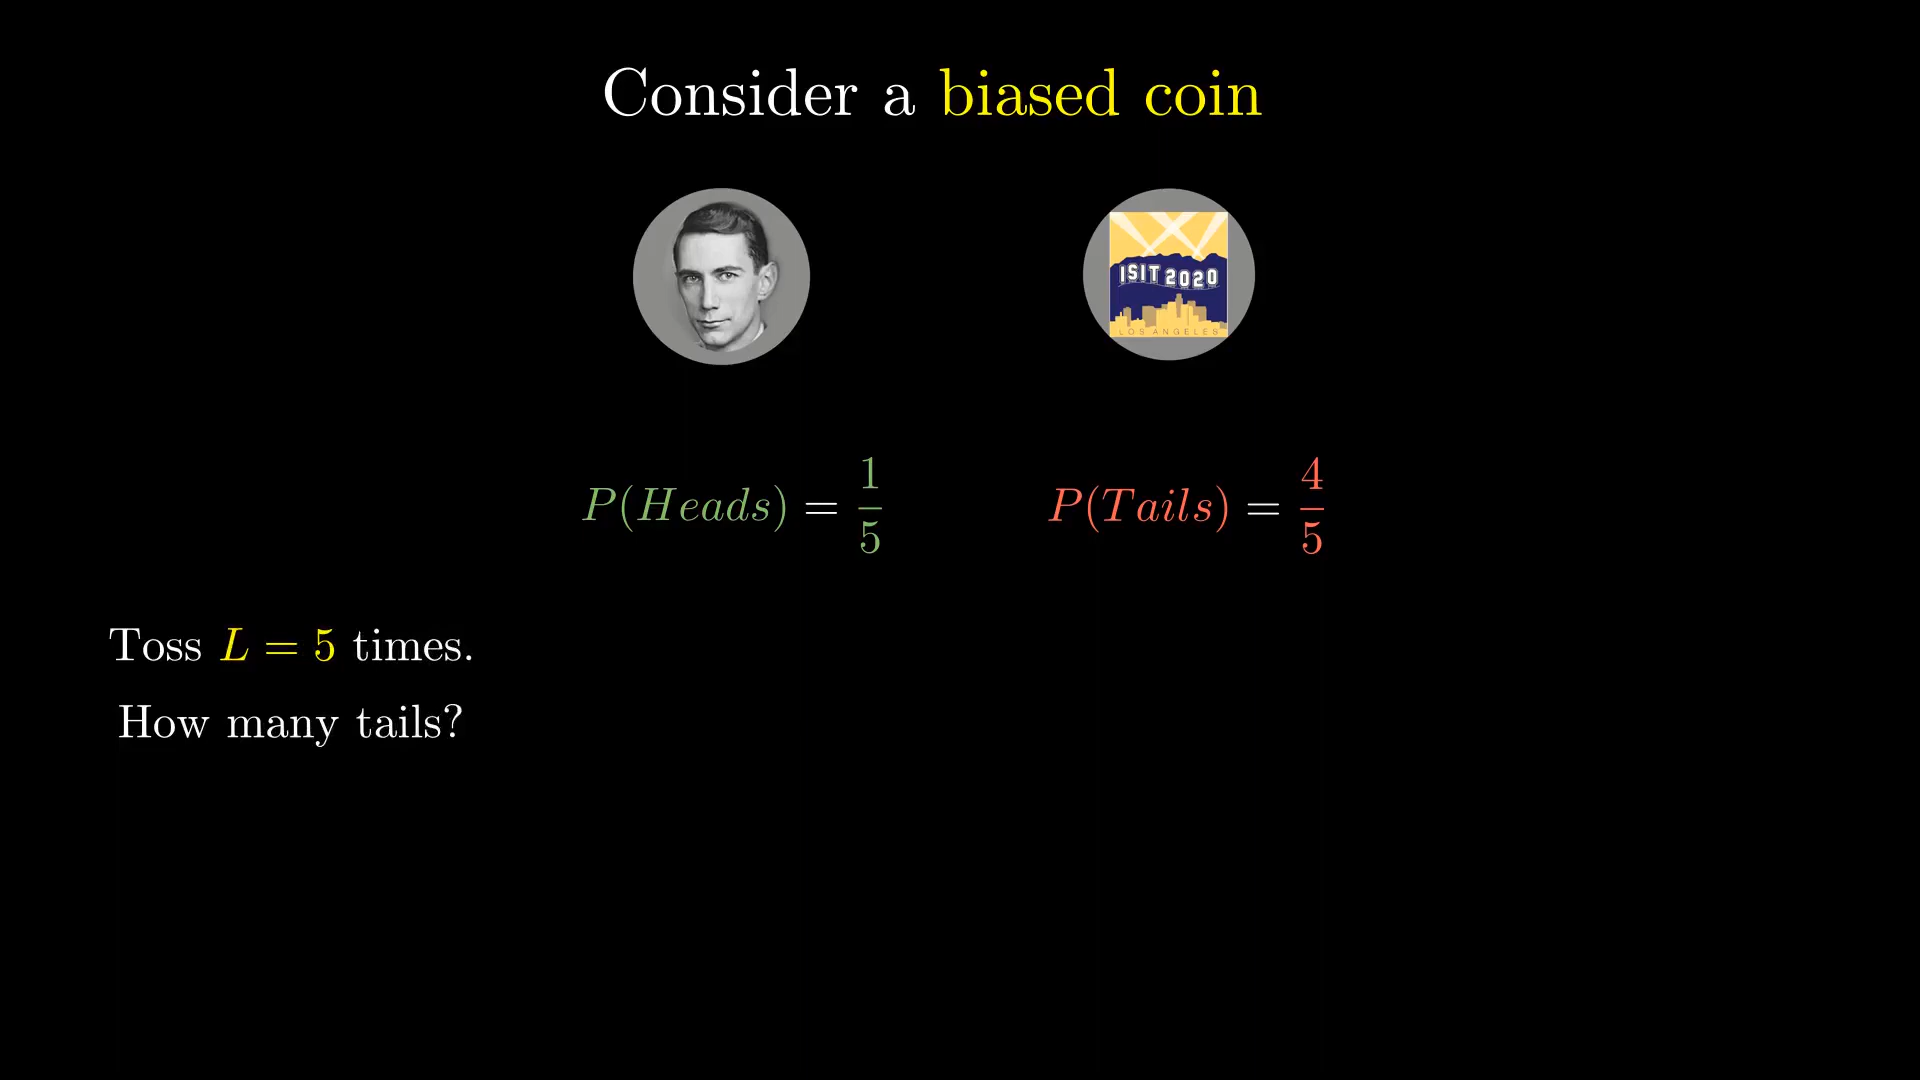 Consider a biased coin
ISIT 2020
LOS ANGELES
P(Heads) = 1/5
P(Tails) = 4/5
Toss L = 5 times.
How many tails?